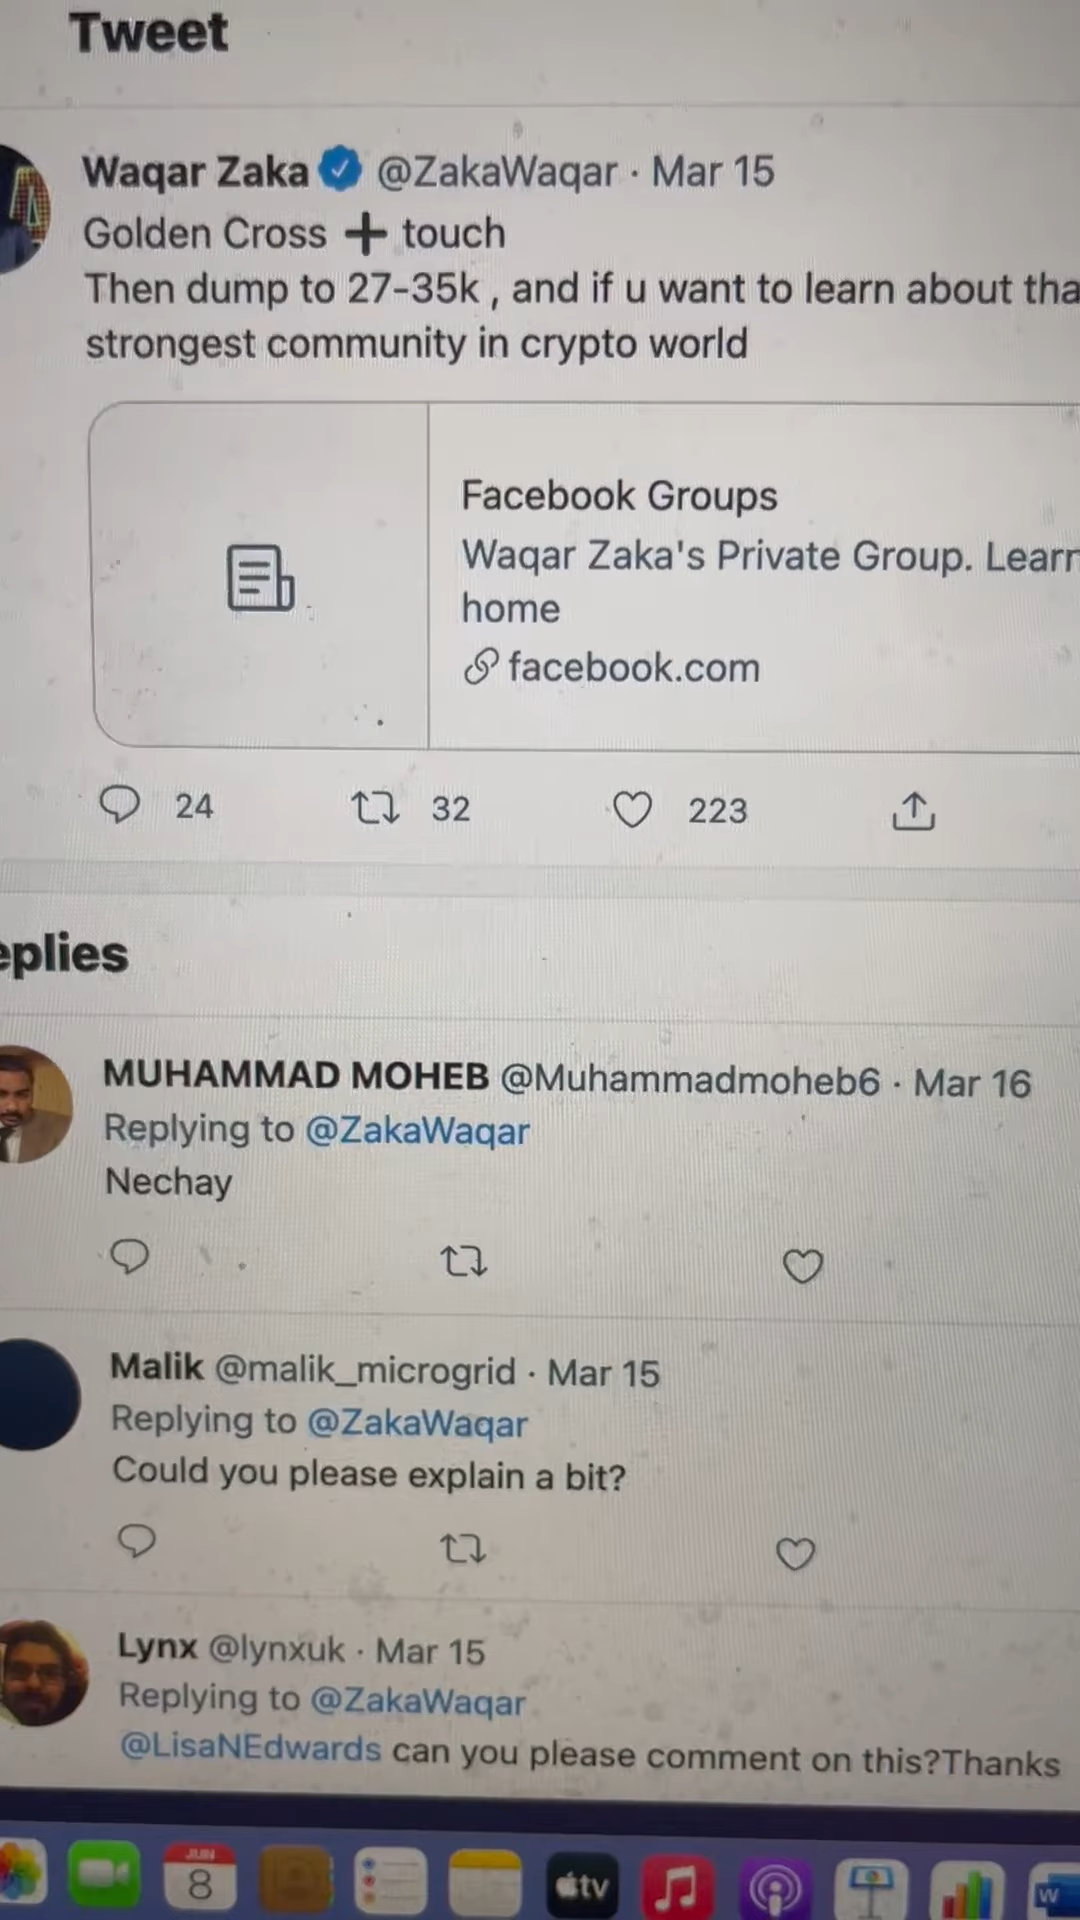 Tweet
Waqar Zaka @ZakaWaqar · Mar 15
Golden Cross ➕ touch
Then dump to 27-35k , and if u want to learn about
strongest community in crypto world
Facebook Groups
Waqar Zaka's Private Group.
home
facebook.com
24 32 223
MUHAMMAD MOHEB @Muhammadmoheb6 · Mar 16
Replying to @ZakaWaqar
Nechay
Malik @malik_microgrid · Mar 15
Replying to @ZakaWaqar
Could you please explain a bit?
Lynx @lynxuk · Mar 15
Replying to @ZakaWaqar
@LisaNEdwards can you please comment on this?Thanks
JUN
8
tv
W